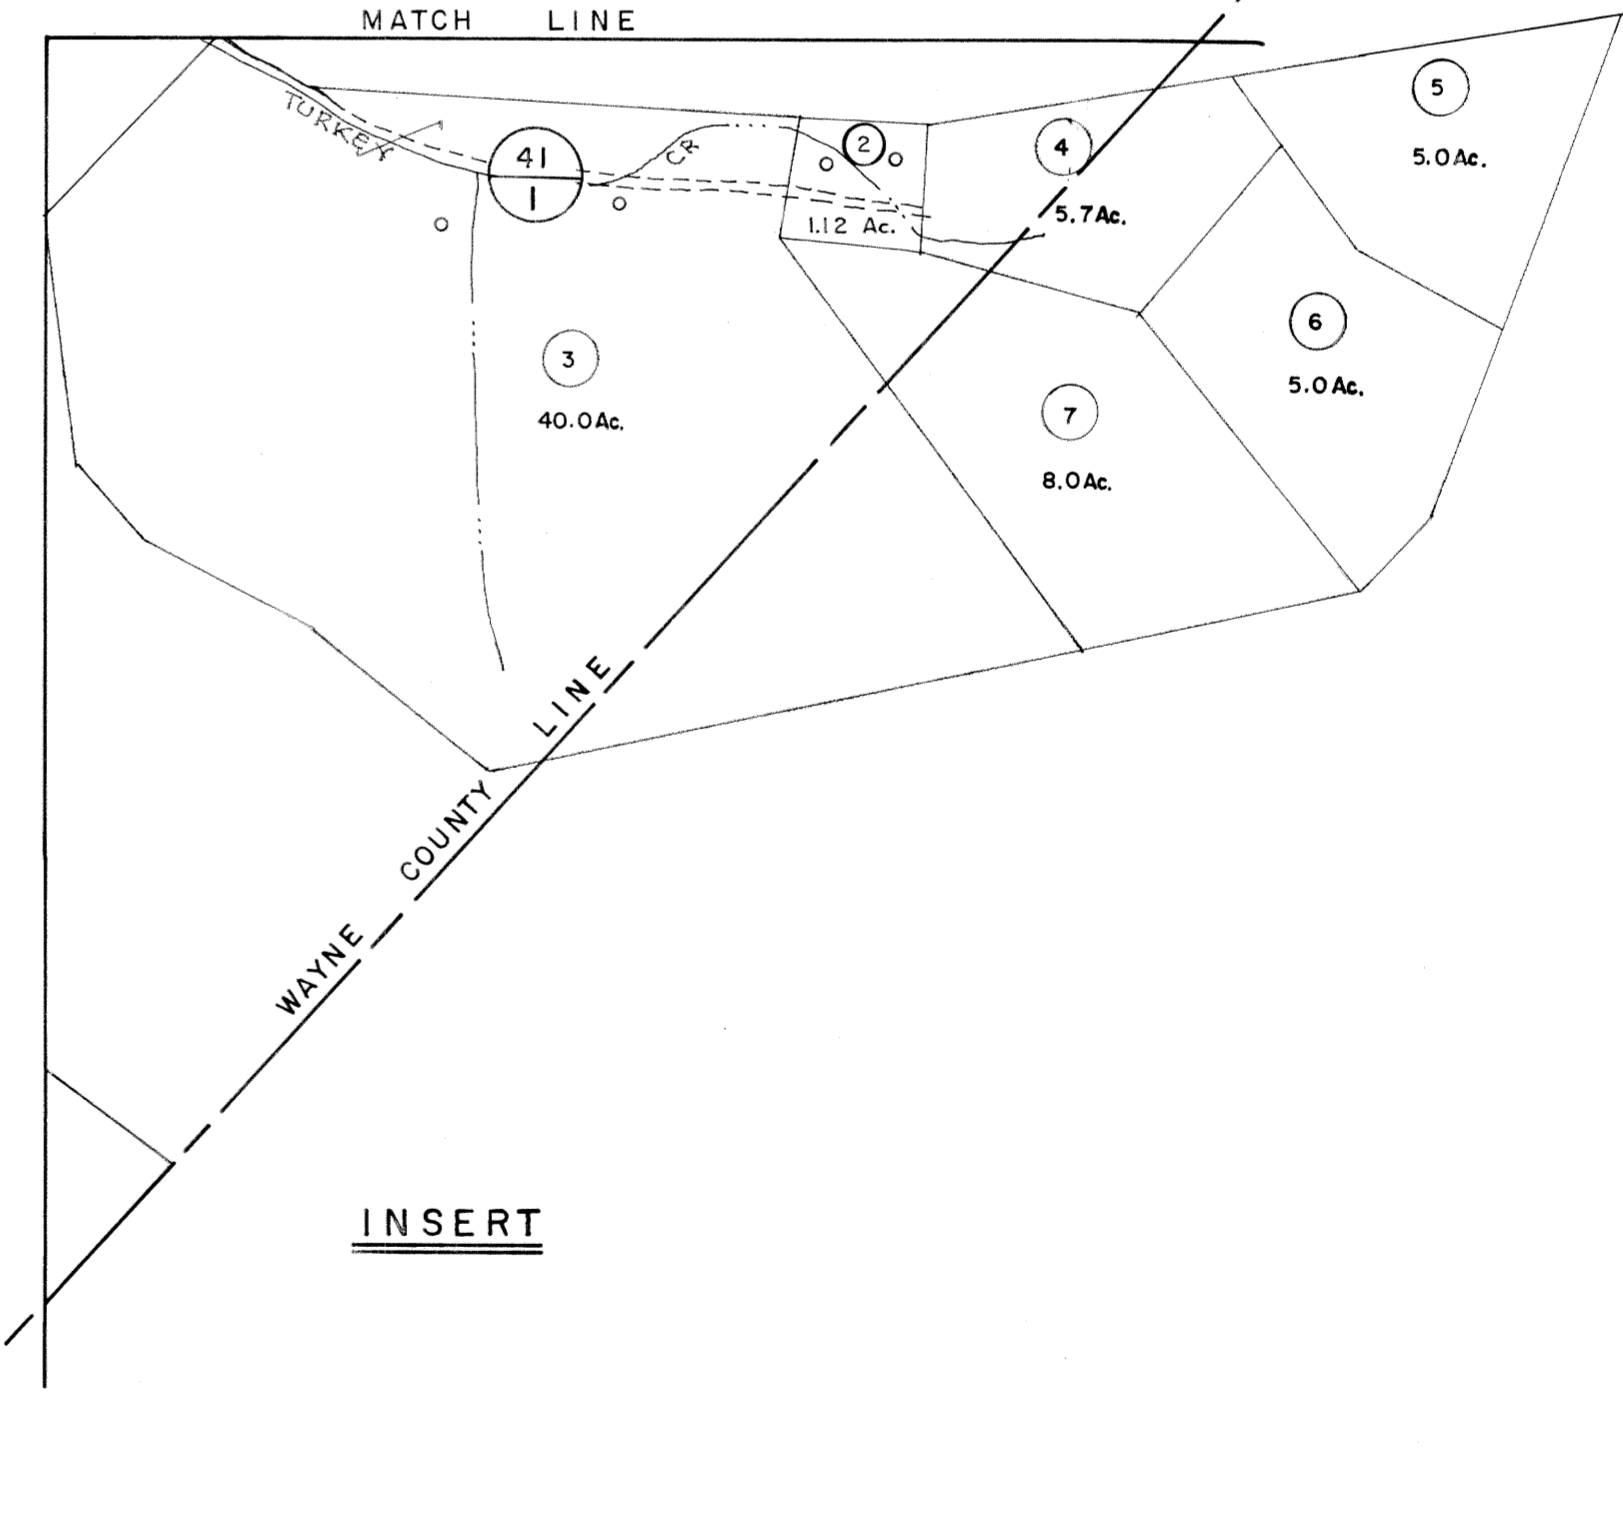 MATCH LINE
TURKEY
41
1
CR
2
1.12 Ac.
4
5.7 Ac.
5
5.0 Ac.
3
40.0 Ac.
6
5.0 Ac.
7
8.0 Ac.
WAYNE COUNTY LINE
INSERT